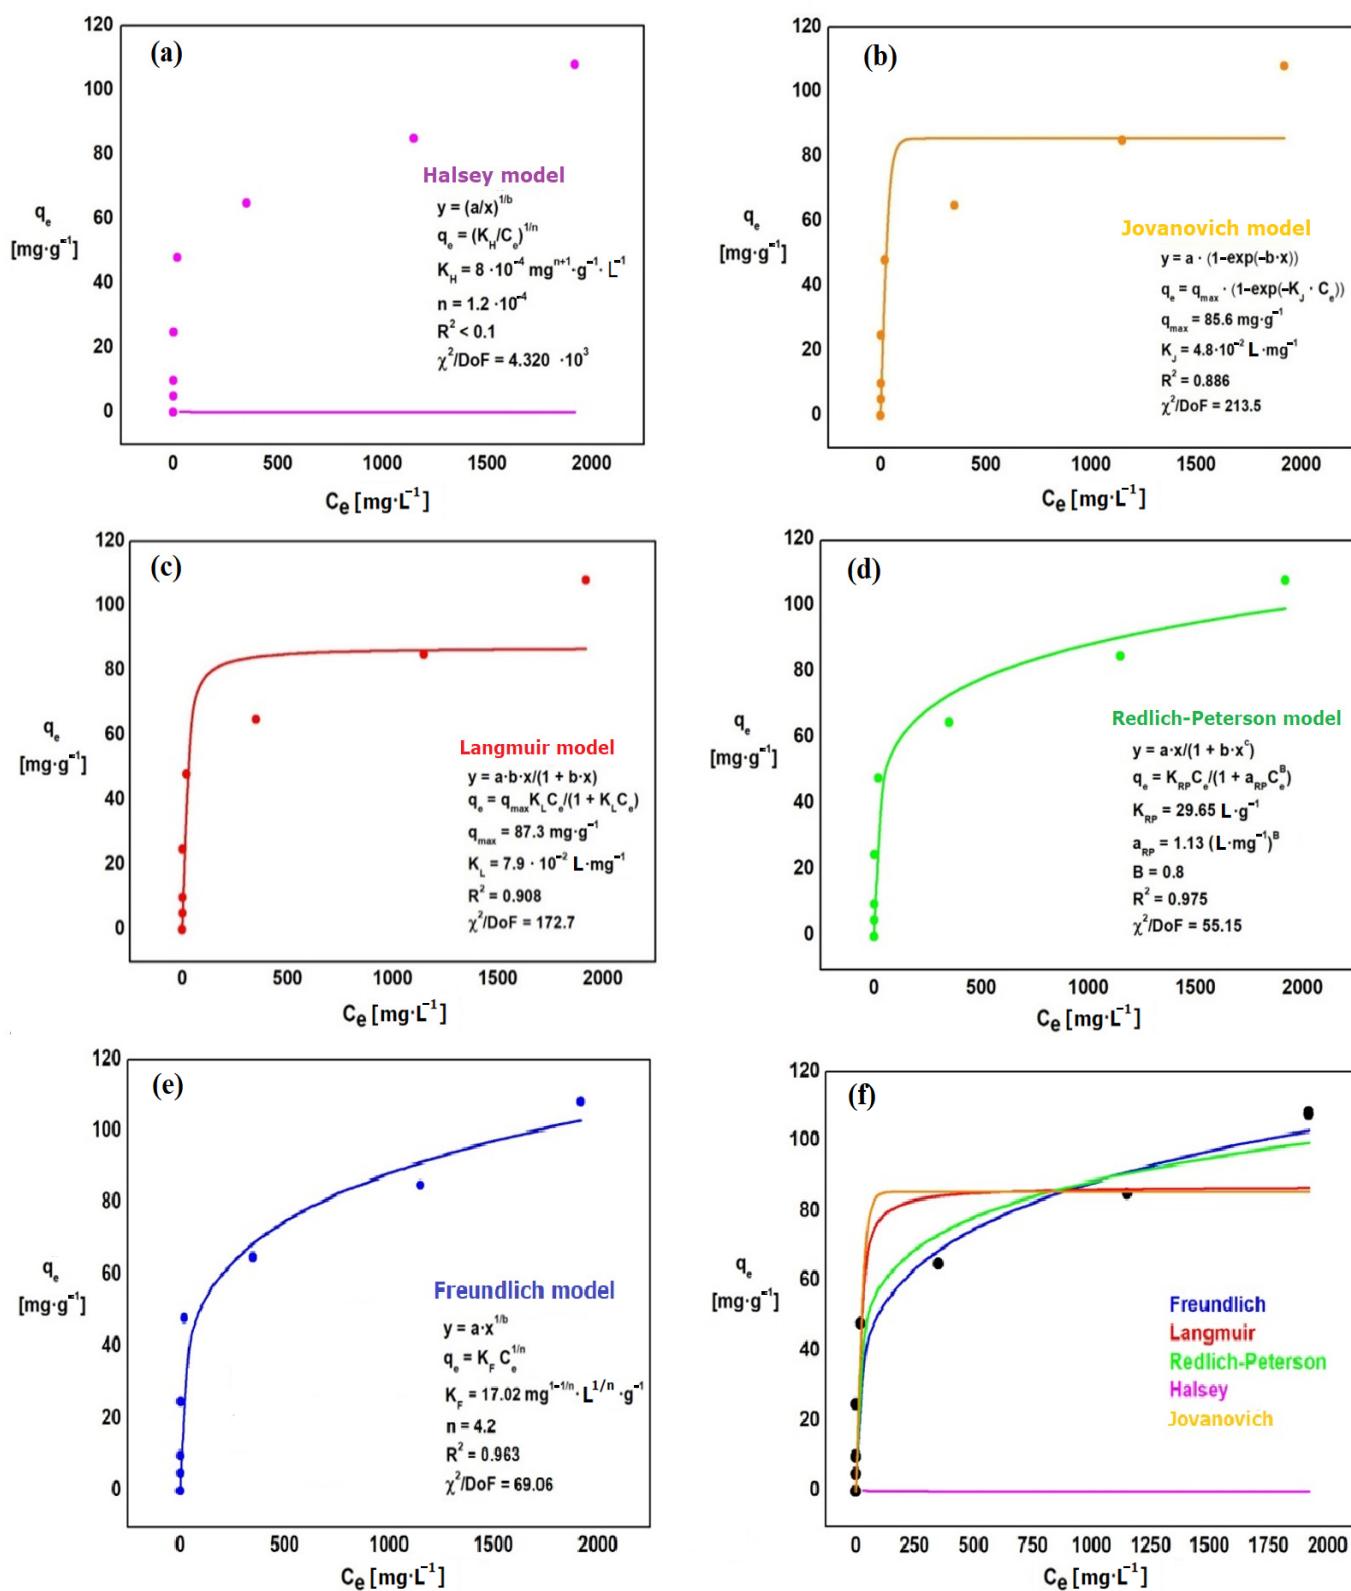 (a)
120
100
80
60
40
20
0
qe
[mg·g⁻¹]
Halsey model
y = (a/x)^1/b
qe = (KH/Ce)^1/n
KH = 8 ·10⁻⁴ mgⁿ⁺¹·g⁻¹· L⁻¹
n = 1.2 ·10⁻⁴
R² < 0.1
χ²/DoF = 4.320 ·10³
0 500 1000 1500 2000
Ce [mg·L⁻¹]
(b)
120
100
80
60
40
20
0
qe
[mg·g⁻¹]
Jovanovich model
y = a · (1–exp(–b·x))
qe = qmax · (1–exp(–KJ · Ce))
qmax = 85.6 mg·g⁻¹
KJ = 4.8·10⁻² L·mg⁻¹
R² = 0.886
χ²/DoF = 213.5
0 500 1000 1500 2000
Ce [mg·L⁻¹]
(c)
120
100
80
60
40
20
0
qe
[mg·g⁻¹]
Langmuir model
y = a·b·x/(1 + b·x)
qe = qmaxKLCe/(1 + KLCe)
qmax = 87.3 mg·g⁻¹
KL = 7.9 · 10⁻² L·mg⁻¹
R² = 0.908
χ²/DoF = 172.7
0 500 1000 1500 2000
Ce [mg·L⁻¹]
(d)
120
100
80
60
40
20
0
qe
[mg·g⁻¹]
Redlich-Peterson model
y = a·x/(1 + b·x^c)
qe = KRPCe/(1 + aRPCe^B)
KRP = 29.65 L·g⁻¹
aRP = 1.13 (L·mg⁻¹)^B
B = 0.8
R² = 0.975
χ²/DoF = 55.15
0 500 1000 1500 2000
Ce [mg·L⁻¹]
(e)
120
100
80
60
40
20
0
qe
[mg·g⁻¹]
Freundlich model
y = a·x^1/b
qe = KF Ce^1/n
KF = 17.02 mg^1–1/n · L^1/n ·g⁻¹
n = 4.2
R² = 0.963
χ²/DoF = 69.06
0 500 1000 1500 2000
Ce [mg·L⁻¹]
(f)
120
100
80
60
40
20
0
qe
[mg·g⁻¹]
Freundlich
Langmuir
Redlich-Peterson
Halsey
Jovanovich
0 250 500 750 1000 1250 1500 1750 2000
Ce [mg·L⁻¹]